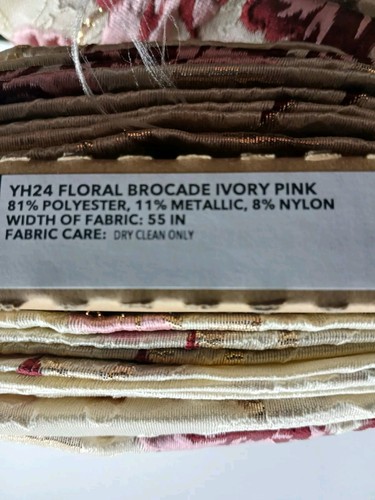 YH24 FLORAL BROCADE IVORY PINK
81% POLYESTER, 11% METALLIC, 8% NYLON
WIDTH OF FABRIC: 55 IN
FABRIC CARE: DRY CLEAN ONLY